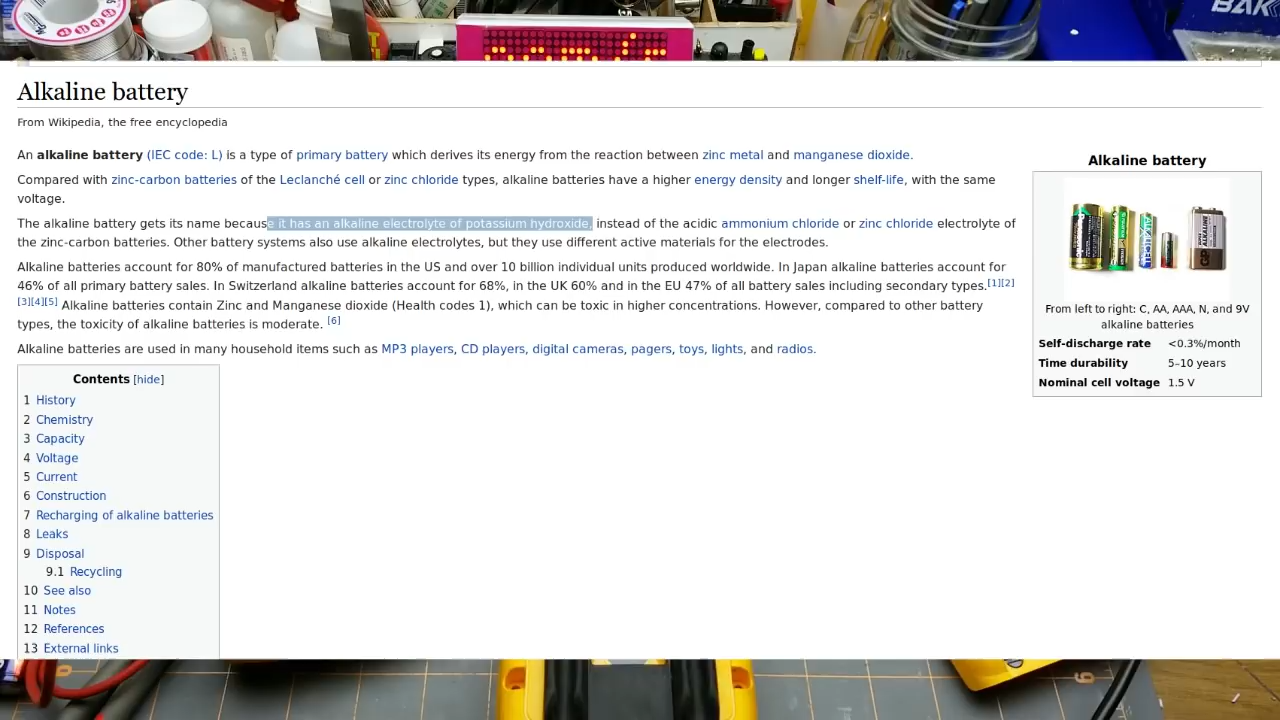 BAK
Alkaline battery
From Wikipedia, the free encyclopedia
An alkaline battery (IEC code: L) is a type of primary battery which derives its energy from the reaction between zinc metal and manganese dioxide.
Compared with zinc-carbon batteries of the Leclanché cell or zinc chloride types, alkaline batteries have a higher energy density and longer shelf-life, with the same
voltage.
The alkaline battery gets its name because it has an alkaline electrolyte of potassium hydroxide, instead of the acidic ammonium chloride or zinc chloride electrolyte of
the zinc-carbon batteries. Other battery systems also use alkaline electrolytes, but they use different active materials for the electrodes.
Alkaline batteries account for 80% of manufactured batteries in the US and over 10 billion individual units produced worldwide. In Japan alkaline batteries account for
46% of all primary battery sales. In Switzerland alkaline batteries account for 68%, in the UK 60% and in the EU 47% of all battery sales including secondary types.[1][2]
[3][4][5] Alkaline batteries contain Zinc and Manganese dioxide (Health codes 1), which can be toxic in higher concentrations. However, compared to other battery
types, the toxicity of alkaline batteries is moderate. [6]
Alkaline batteries are used in many household items such as MP3 players, CD players, digital cameras, pagers, toys, lights, and radios.
Alkaline battery
From left to right: C, AA, AAA, N, and 9V
alkaline batteries
Self-discharge rate <0.3%/month
Time durability 5–10 years
Nominal cell voltage 1.5 V
Contents [hide]
1 History
2 Chemistry
3 Capacity
4 Voltage
5 Current
6 Construction
7 Recharging of alkaline batteries
8 Leaks
9 Disposal
9.1 Recycling
10 See also
11 Notes
12 References
13 External links